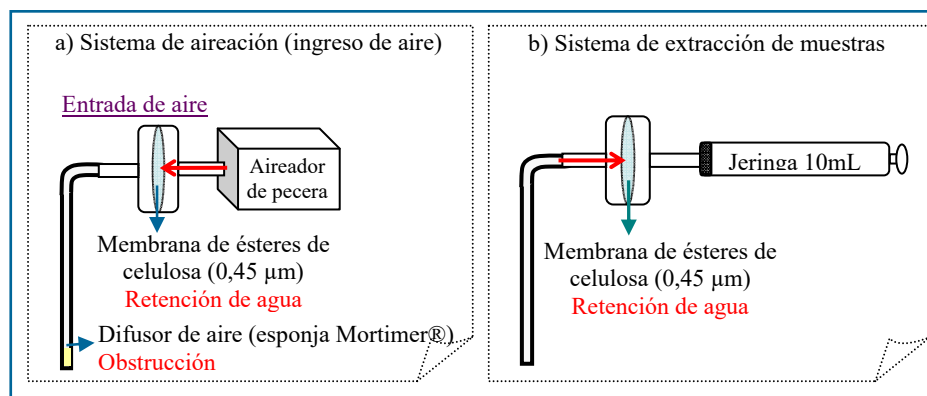 a) Sistema de aireación (ingreso de aire)
Entrada de aire
Aireador
de pecera
Membrana de ésteres de
celulosa (0,45 µm)
Retención de agua
Difusor de aire (esponja Mortimer®)
Obstrucción
b) Sistema de extracción de muestras
Jeringa 10mL
Membrana de ésteres de
celulosa (0,45 µm)
Retención de agua